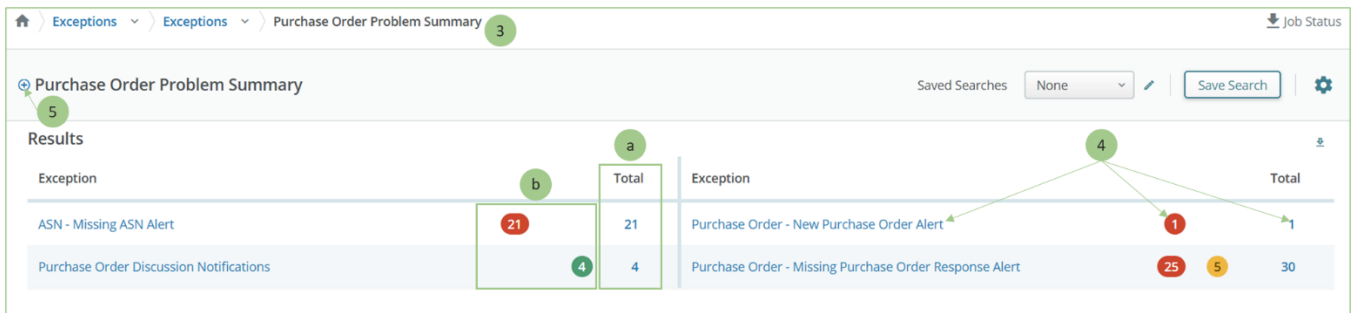 Exceptions Exceptions Purchase Order Problem Summary 3 Job Status
Purchase Order Problem Summary Saved Searches None Save Search
5
Results a 4
Exception b Total Exception Total
ASN - Missing ASN Alert 21 21 Purchase Order - New Purchase Order Alert 1 1
Purchase Order Discussion Notifications 4 4 Purchase Order - Missing Purchase Order Response Alert 25 5 30